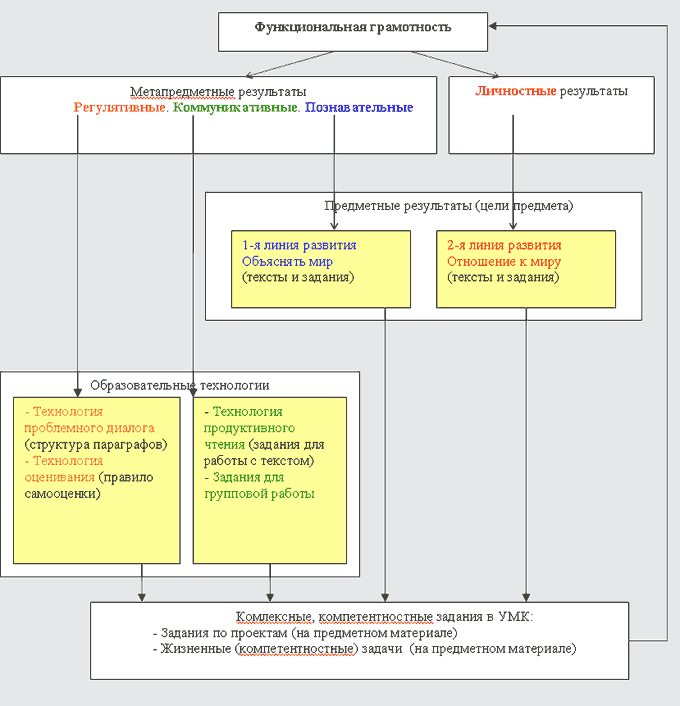 Функциональная грамотность
Метапредметные результаты
Регулятивные. Коммуникативные. Познавательные
Личностные результаты
Предметные результаты (цели предмета)
1-я линия развития
Объяснять мир
(тексты и задания)
2-я линия развития
Отношение к миру
(тексты и задания)
Образовательные технологии
- Технология
проблемного диалога
(структура параграфов)
- Технология
оценивания (правило
самооценки)
- Технология
продуктивного
чтения (задания для
работы с текстом)
- Задания для
групповой работы
Комлексные, компетентностные задания в УМК:
- Задания по проектам (на предметном материале)
- Жизненные (компетентностные) задачи (на предметном материале)